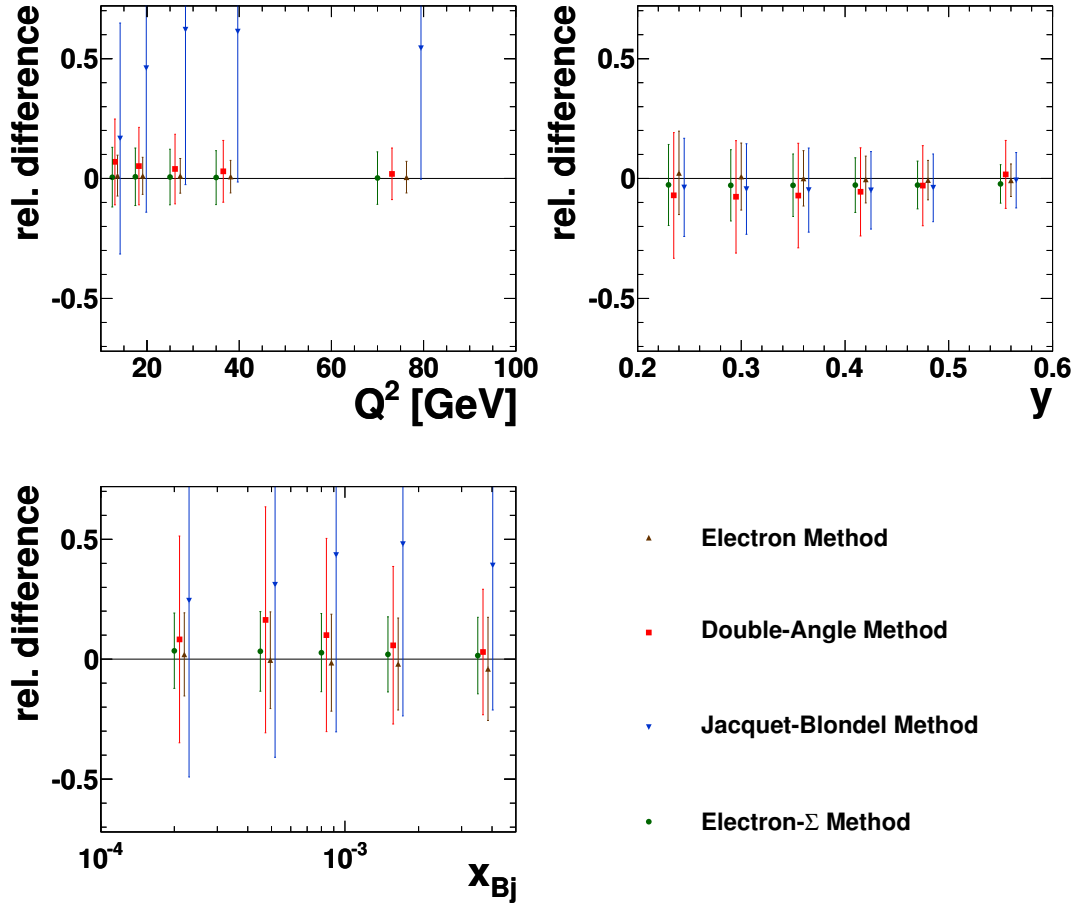 rel. difference
0.5
0
-0.5
20 40 60 80 100
Q² [GeV]
rel. difference
0.5
0
-0.5
0.2 0.3 0.4 0.5 0.6
y
rel. difference
0.5
0
-0.5
10⁻⁴ 10⁻³
x_Bj
Electron Method
Double-Angle Method
Jacquet-Blondel Method
Electron-Σ Method